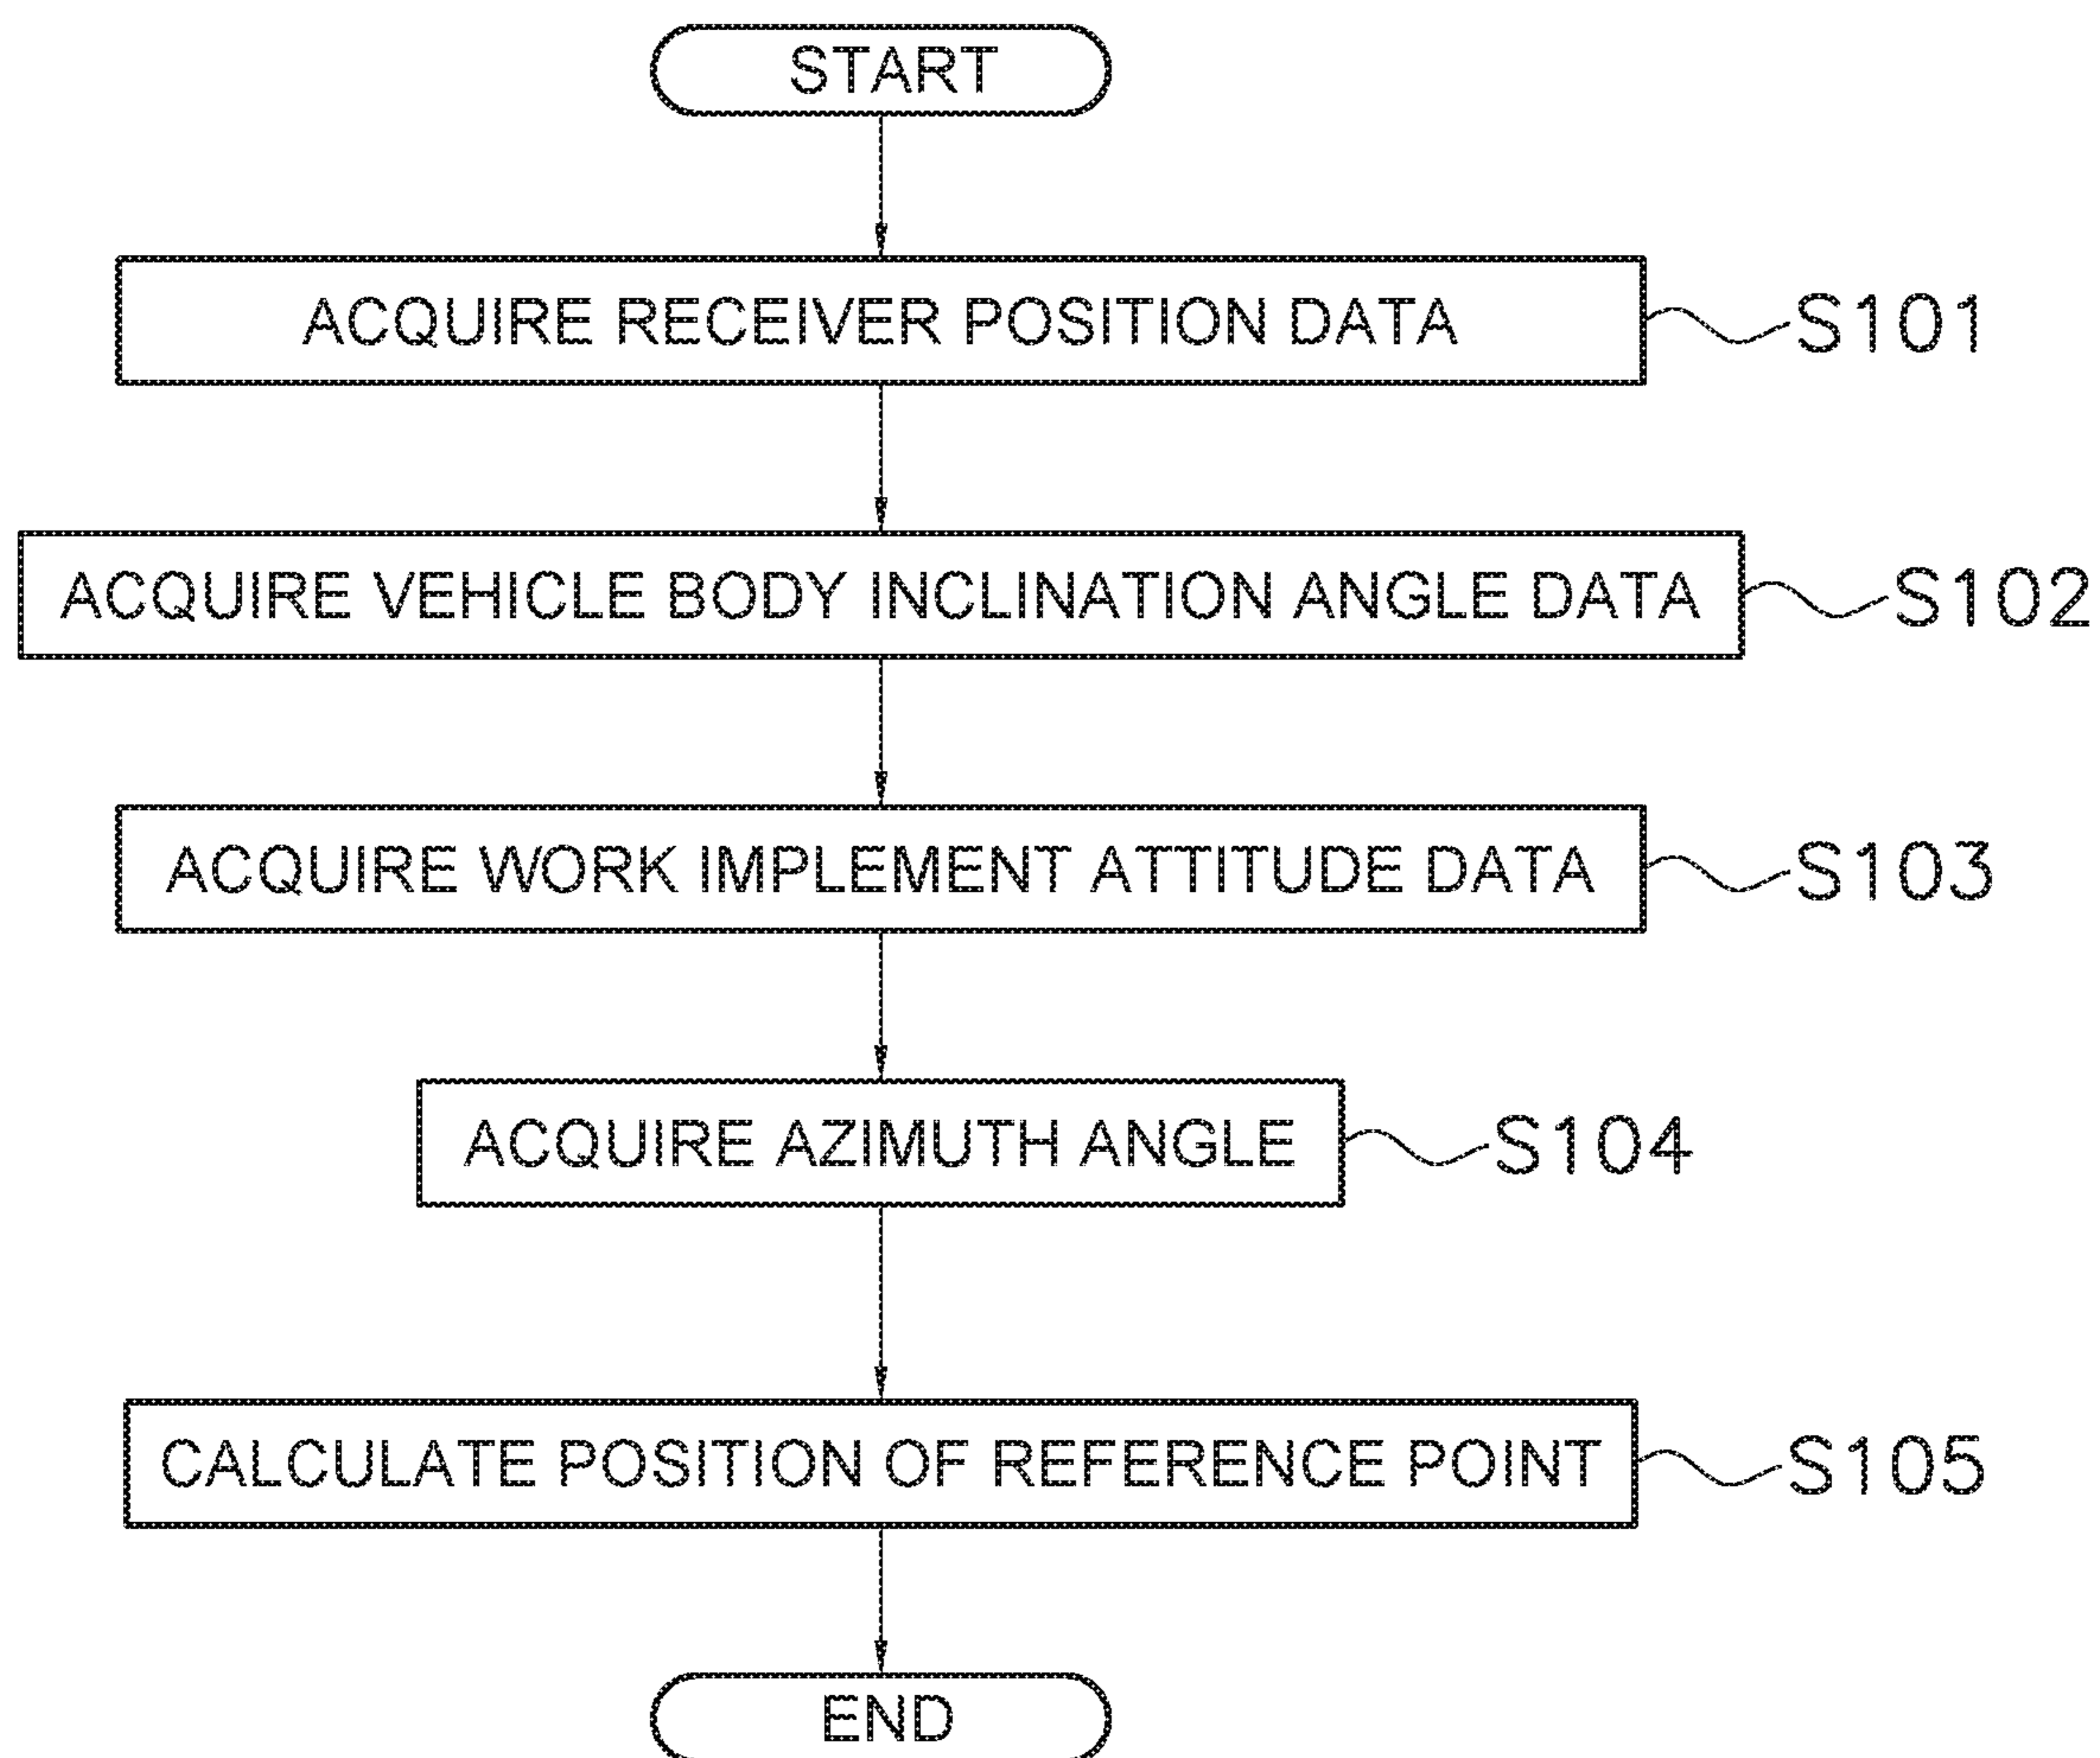 START
ACQUIRE RECEIVER POSITION DATA S101
ACQUIRE VEHICLE BODY INCLINATION ANGLE DATA S102
ACQUIRE WORK IMPLEMENT ATTITUDE DATA S103
ACQUIRE AZIMUTH ANGLE S104
CALCULATE POSITION OF REFERENCE POINT S105
END